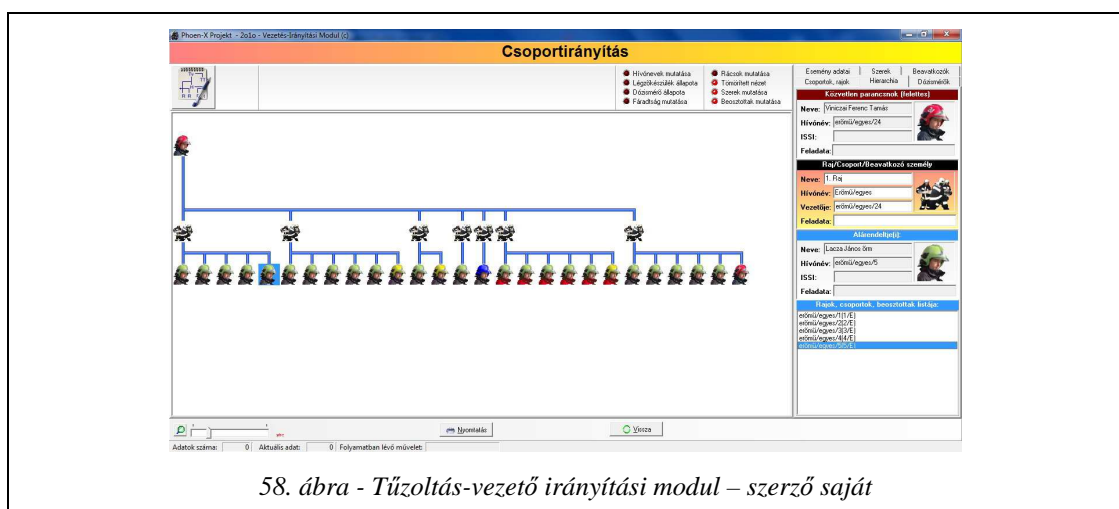 Phoen-X Projekt - 2o1o - Vezetés-Irányítási Modul (c)
Csoportirányítás
Hívónevek mutatása
Légzőkészülék állapota
Dózismérő állapota
Fáradtság mutatása
Rácsok mutatása
Tömörített nézet
Szerek mutatása
Beosztottak mutatása
Esemény adatai Szerek Beavatkozók
Csoportok, rajok Hierarchia Dózismérők
Közvetlen parancsnok (felettes)
Neve: Viniczai Ferenc Tamás
Hívónév: erőmű/egyes/24
ISSI:
Feladata:
Raj/Csoport/Beavatkozó személy
Neve: 1. Raj
Hívónév: Erőmű/egyes
Vezetője: erőmű/egyes/24
Feladata:
Alárendeltje(i):
Neve: Lacza János őrm
Hívónév: erőmű/egyes/5
ISSI:
Feladata:
Rajok, csoportok, beosztottak listája:
erőmű/egyes/1(1/E)
erőmű/egyes/2(2/E)
erőmű/egyes/3(3/E)
erőmű/egyes/4(4/E)
erőmű/egyes/5(5/E)
Nyomtatás
Vissza
Adatok száma: 0 Aktuális adat: 0 Folyamatban lévő művelet:
58. ábra - Tűzoltás-vezető irányítási modul – szerző saját